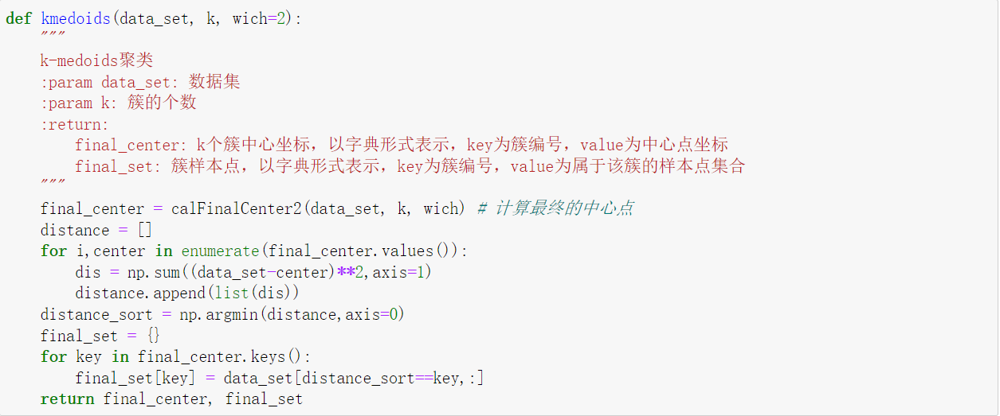 def kmedoids(data_set, k, wich=2):
    """
    k-medoids聚类
    :param data_set: 数据集
    :param k: 簇的个数
    :return:
        final_center: k个簇中心坐标，以字典形式表示，key为簇编号，value为中心点坐标
        final_set: 簇样本点，以字典形式表示，key为簇编号，value为属于该簇的样本点集合
    """
    final_center = calFinalCenter2(data_set, k, wich) # 计算最终的中心点
    distance = []
    for i,center in enumerate(final_center.values()):
        dis = np.sum((data_set-center)**2,axis=1)
        distance.append(list(dis))
    distance_sort = np.argmin(distance,axis=0)
    final_set = {}
    for key in final_center.keys():
        final_set[key] = data_set[distance_sort==key,:]
    return final_center, final_set